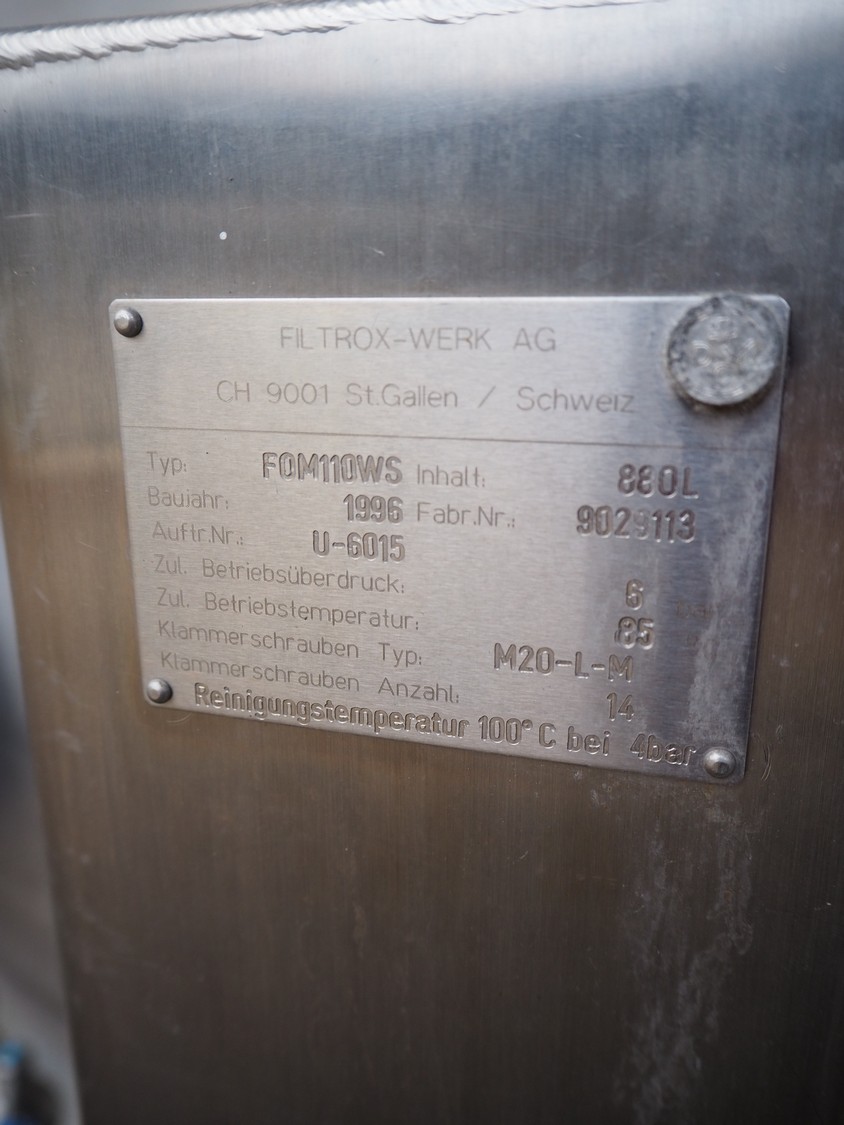 FILTROX-WERK AG
CH 9001 St.Gallen / Schweiz
Typ: FOM110WS Inhalt: 880L
Baujahr: 1996 Fabr.Nr.: 9029113
Auftr.Nr.: U-6015
Zul. Betriebsüberdruck: 6 bar
Zul. Betriebstemperatur: 85
Klammerschrauben Typ: M20-L-M
Klammerschrauben Anzahl: 14
Reinigungstemperatur 100°C bei 4bar